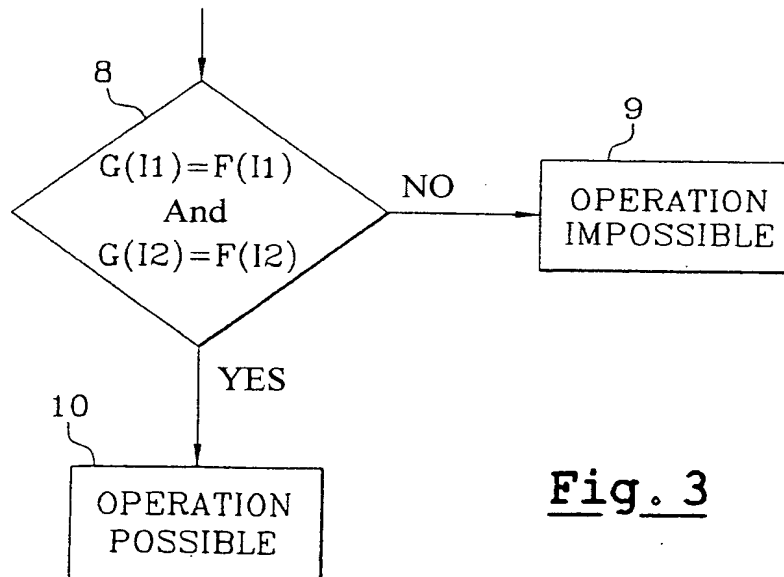 8
G(I1)=F(I1)
And
G(I2)=F(I2)
NO
9
OPERATION
IMPOSSIBLE
YES
10
OPERATION
POSSIBLE
Fig. 3